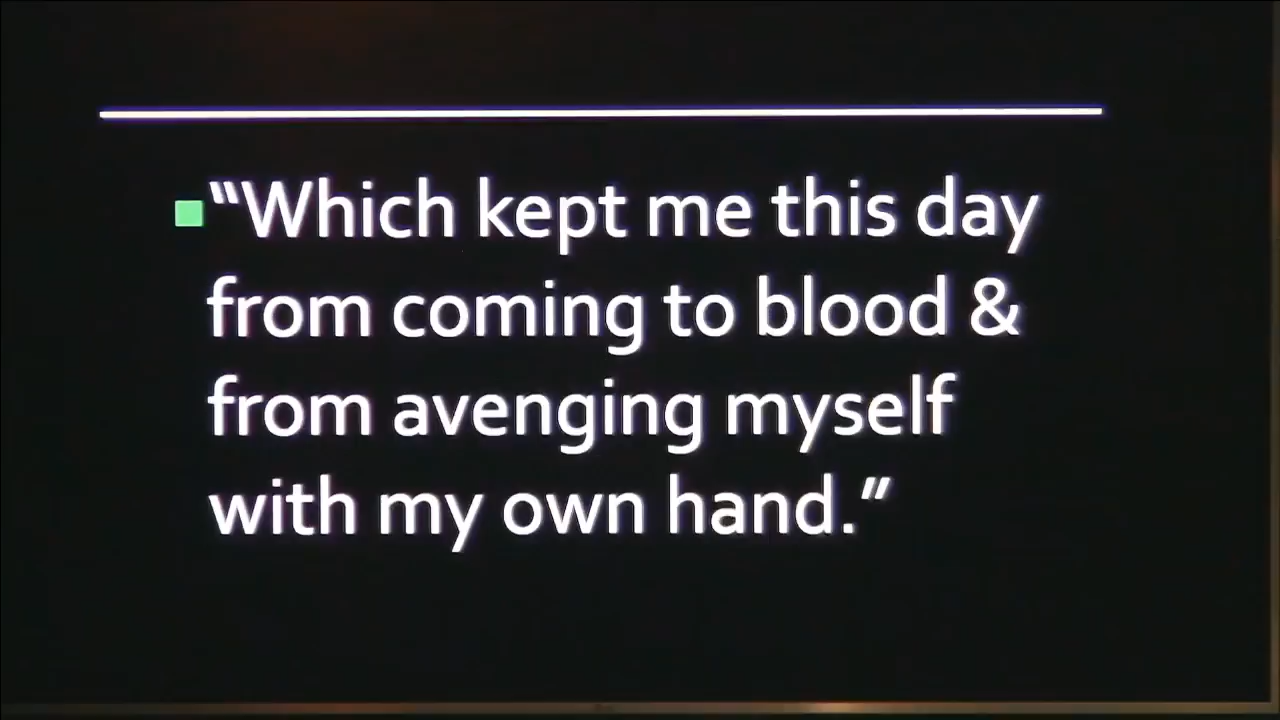 “Which kept me this day
from coming to blood &
from avenging myself
with my own hand.”